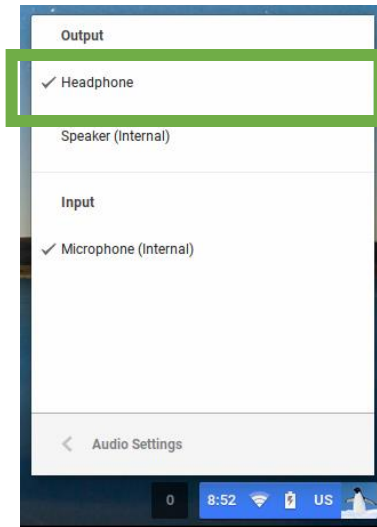 Output
Headphone
Speaker (Internal)
Input
Microphone (Internal)
Audio Settings
0 8:52 US